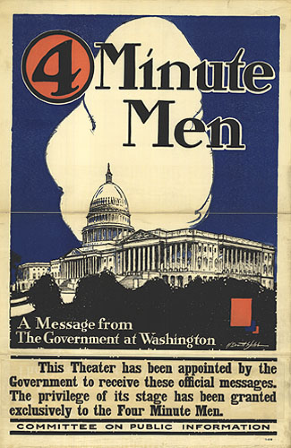 4 Minute
Men
A Message from
The Government at Washington
This Theater has been appointed by the
Government to receive these official messages.
The privilege of its stage has been granted
exclusively to the Four Minute Men.
COMMITTEE ON PUBLIC INFORMATION